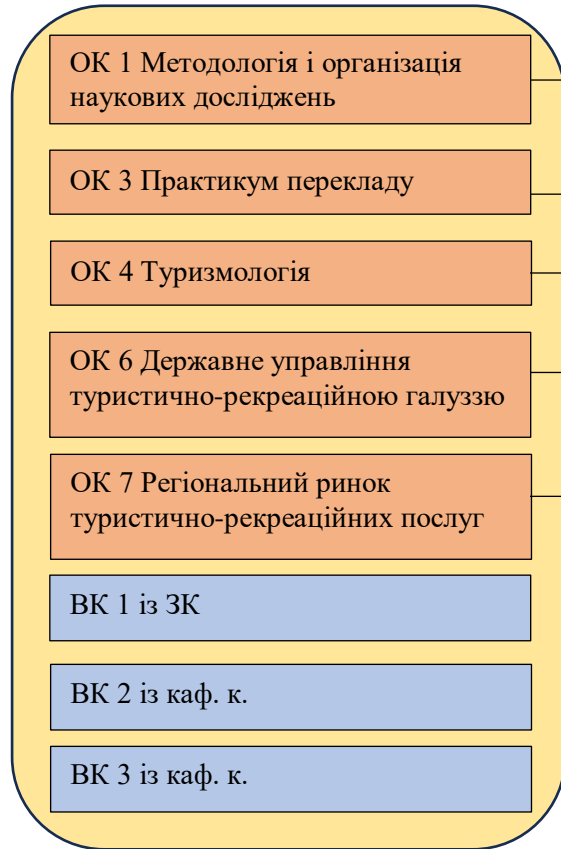 ОК 1 Методологія і організація
наукових досліджень
ОК 3 Практикум перекладу
ОК 4 Туризмологія
ОК 6 Державне управління
туристично-рекреаційною галуззю
ОК 7 Регіональний ринок
туристично-рекреаційних послуг
ВК 1 із ЗК
ВК 2 із каф. к.
ВК 3 із каф. к.